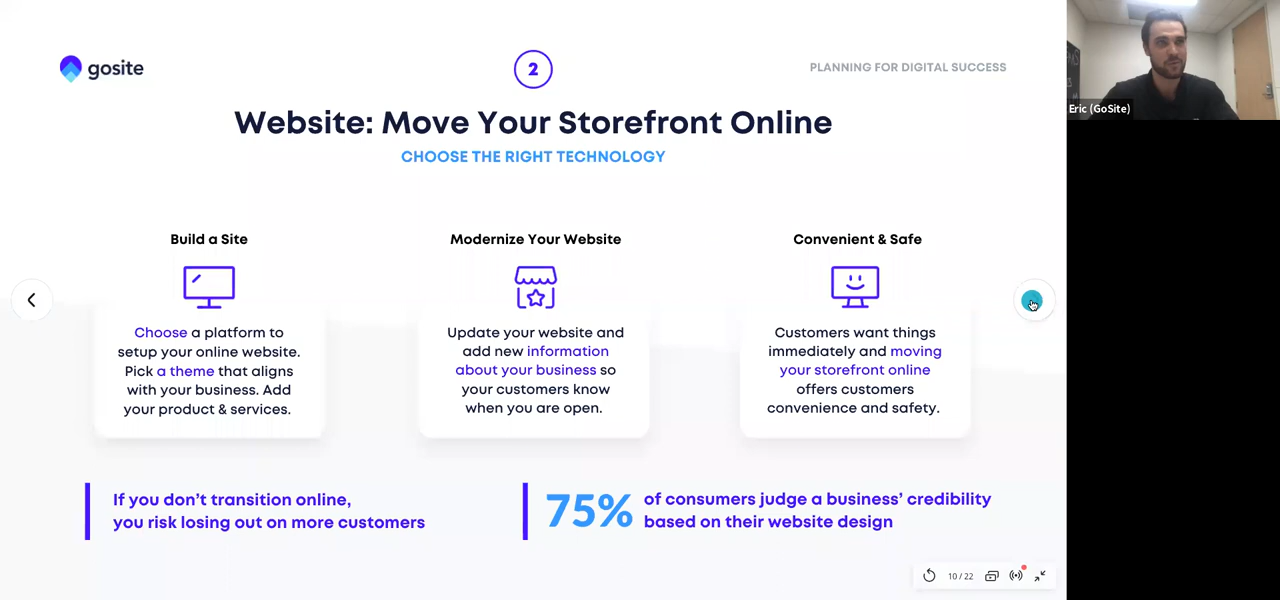 gosite
2
PLANNING FOR DIGITAL SUCCESS
Website: Move Your Storefront Online
CHOOSE THE RIGHT TECHNOLOGY
Build a Site
Choose a platform to
setup your online website.
Pick a theme that aligns
with your business. Add
your product & services.
Modernize Your Website
Update your website and
add new information
about your business so
your customers know
when you are open.
Convenient & Safe
Customers want things
immediately and moving
your storefront online
offers customers
convenience and safety.
If you don't transition online,
you risk losing out on more customers
75% of consumers judge a business' credibility
based on their website design
10 / 22
Eric (GoSite)